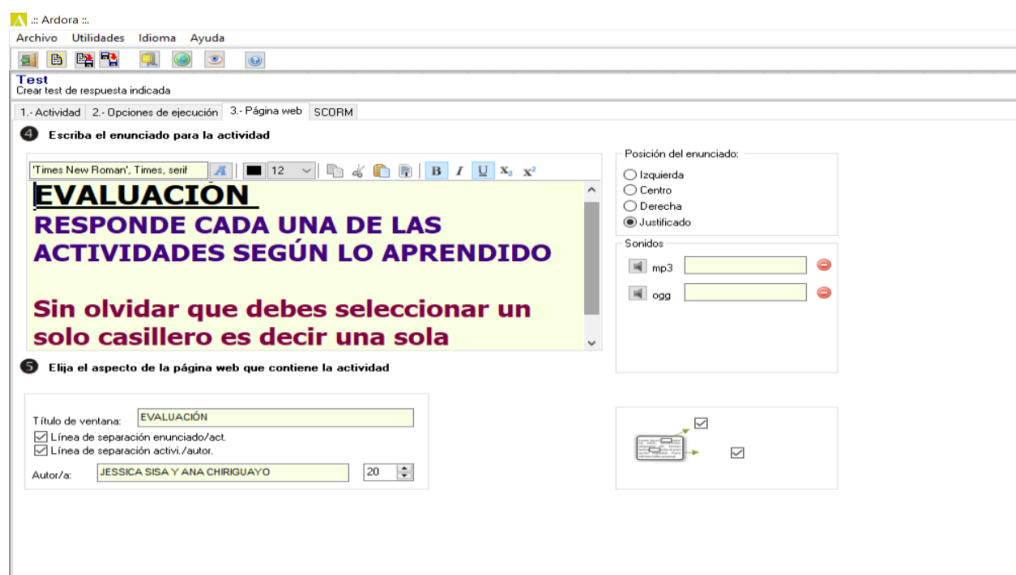 .:: Ardora ::.
Archivo Utilidades Idioma Ayuda
Test
Crear test de respuesta indicada
1.- Actividad 2.- Opciones de ejecución 3.- Página web SCORM
4 Escriba el enunciado para la actividad
'Times New Roman', Times, serif A 12 B I U X₂ X²
EVALUACIÓN
RESPONDE CADA UNA DE LAS
ACTIVIDADES SEGÚN LO APRENDIDO
Sin olvidar que debes seleccionar un
solo casillero es decir una sola
Posición del enunciado:
Izquierda
Centro
Derecha
Justificado
Sonidos
mp3
ogg
5 Elija el aspecto de la página web que contiene la actividad
Título de ventana: EVALUACIÓN
Línea de separación enunciado/act.
Línea de separación activi./autor.
Autor/a: JESSICA SISA Y ANA CHIRIGUAYO 20